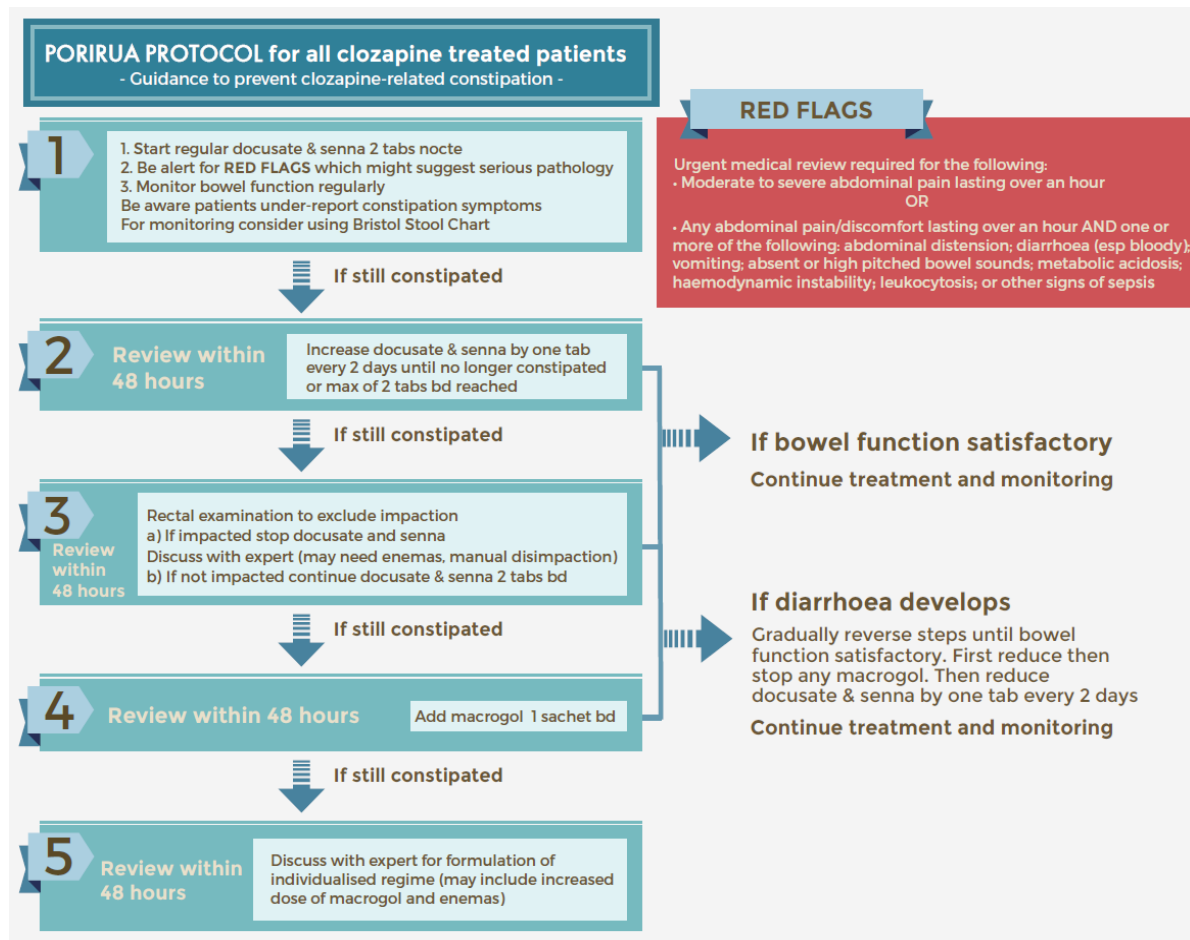 PORIRUA PROTOCOL for all clozapine treated patients
- Guidance to prevent clozapine-related constipation -
RED FLAGS
Urgent medical review required for the following:
• Moderate to severe abdominal pain lasting over an hour
OR
• Any abdominal pain/discomfort lasting over an hour AND one or
more of the following: abdominal distension; diarrhoea (esp bloody);
vomiting; absent or high pitched bowel sounds; metabolic acidosis;
haemodynamic instability; leukocytosis; or other signs of sepsis
1
1. Start regular docusate & senna 2 tabs nocte
2. Be alert for RED FLAGS which might suggest serious pathology
3. Monitor bowel function regularly
Be aware patients under-report constipation symptoms
For monitoring consider using Bristol Stool Chart
If still constipated
2
Review within
48 hours
Increase docusate & senna by one tab
every 2 days until no longer constipated
or max of 2 tabs bd reached
If still constipated
3
Review
within
48 hours
Rectal examination to exclude impaction
a) If impacted stop docusate and senna
Discuss with expert (may need enemas, manual disimpaction)
b) If not impacted continue docusate & senna 2 tabs bd
If still constipated
4
Review within 48 hours
Add macrogol 1 sachet bd
If still constipated
5
Review within
48 hours
Discuss with expert for formulation of
individualised regime (may include increased
dose of macrogol and enemas)
If bowel function satisfactory
Continue treatment and monitoring
If diarrhoea develops
Gradually reverse steps until bowel
function satisfactory. First reduce then
stop any macrogol. Then reduce
docusate & senna by one tab every 2 days
Continue treatment and monitoring